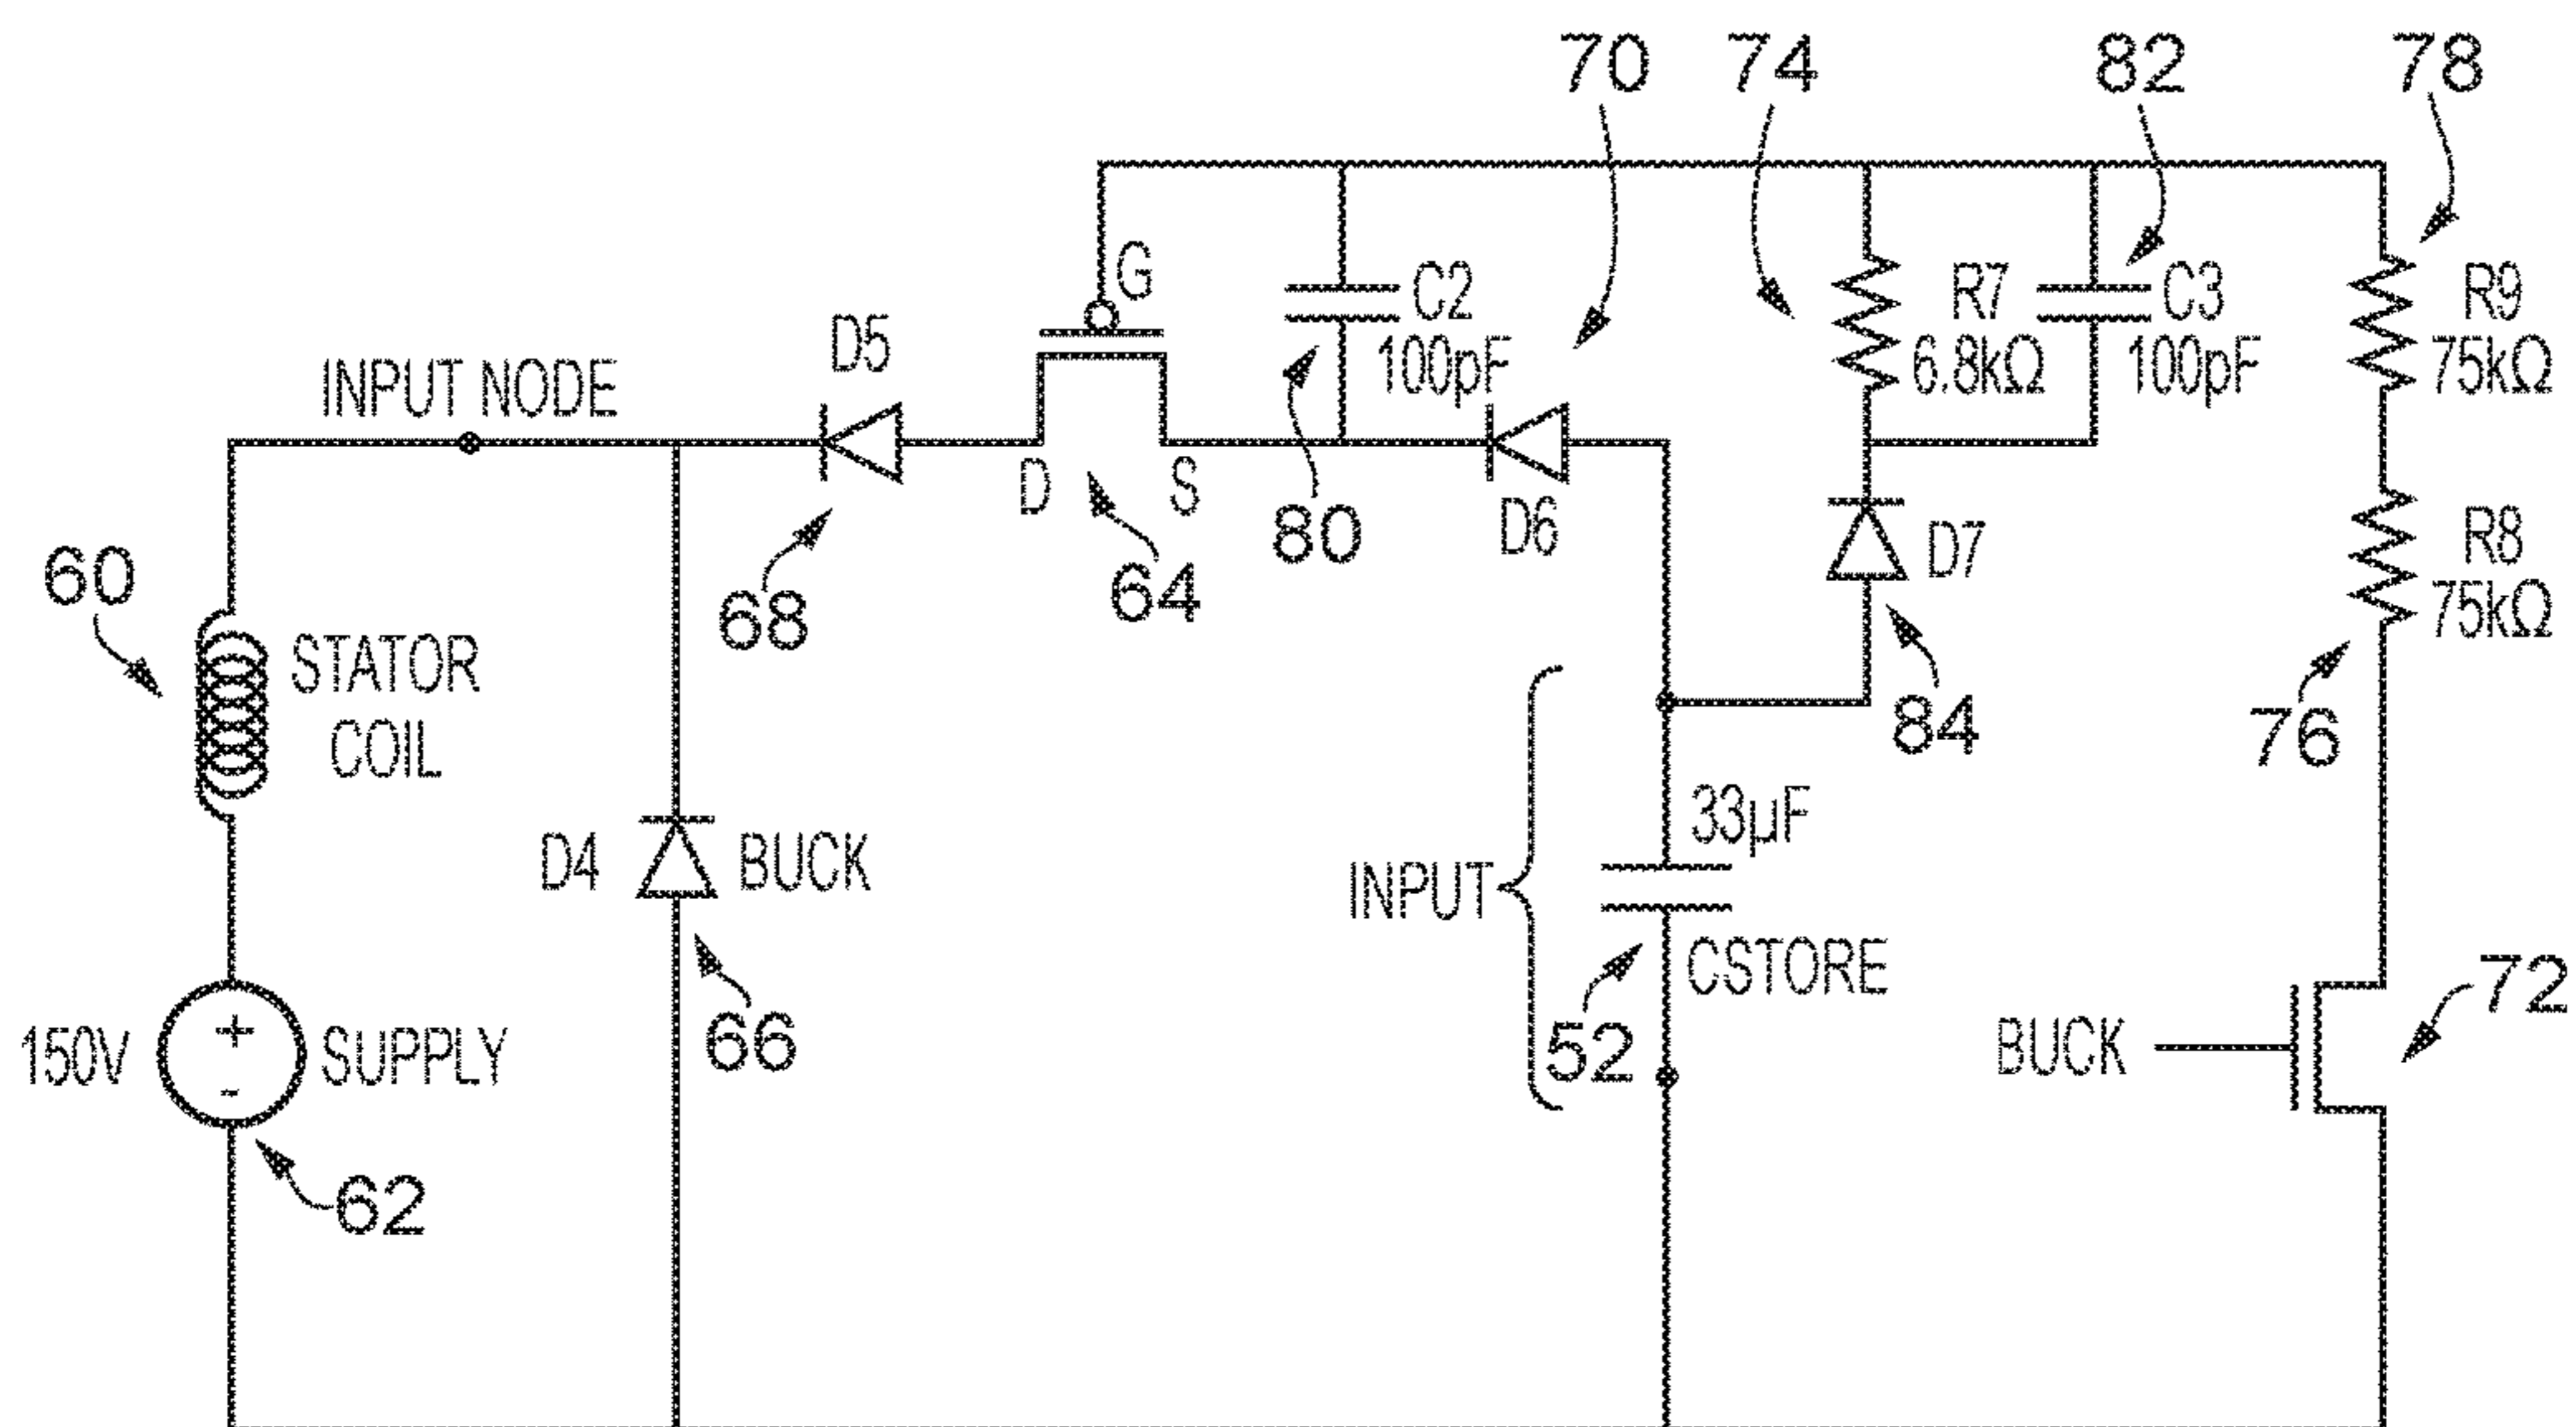 70
74
82
78
G
C2
100pF
R7
6.8kΩ
C3
100pF
R9
75kΩ
D5
INPUT NODE
D
S
80
D6
D7
R8
75kΩ
60
68
64
84
76
STATOR
COIL
33µF
D4
BUCK
INPUT
CSTORE
52
72
BUCK
66
150V
+
-
SUPPLY
62